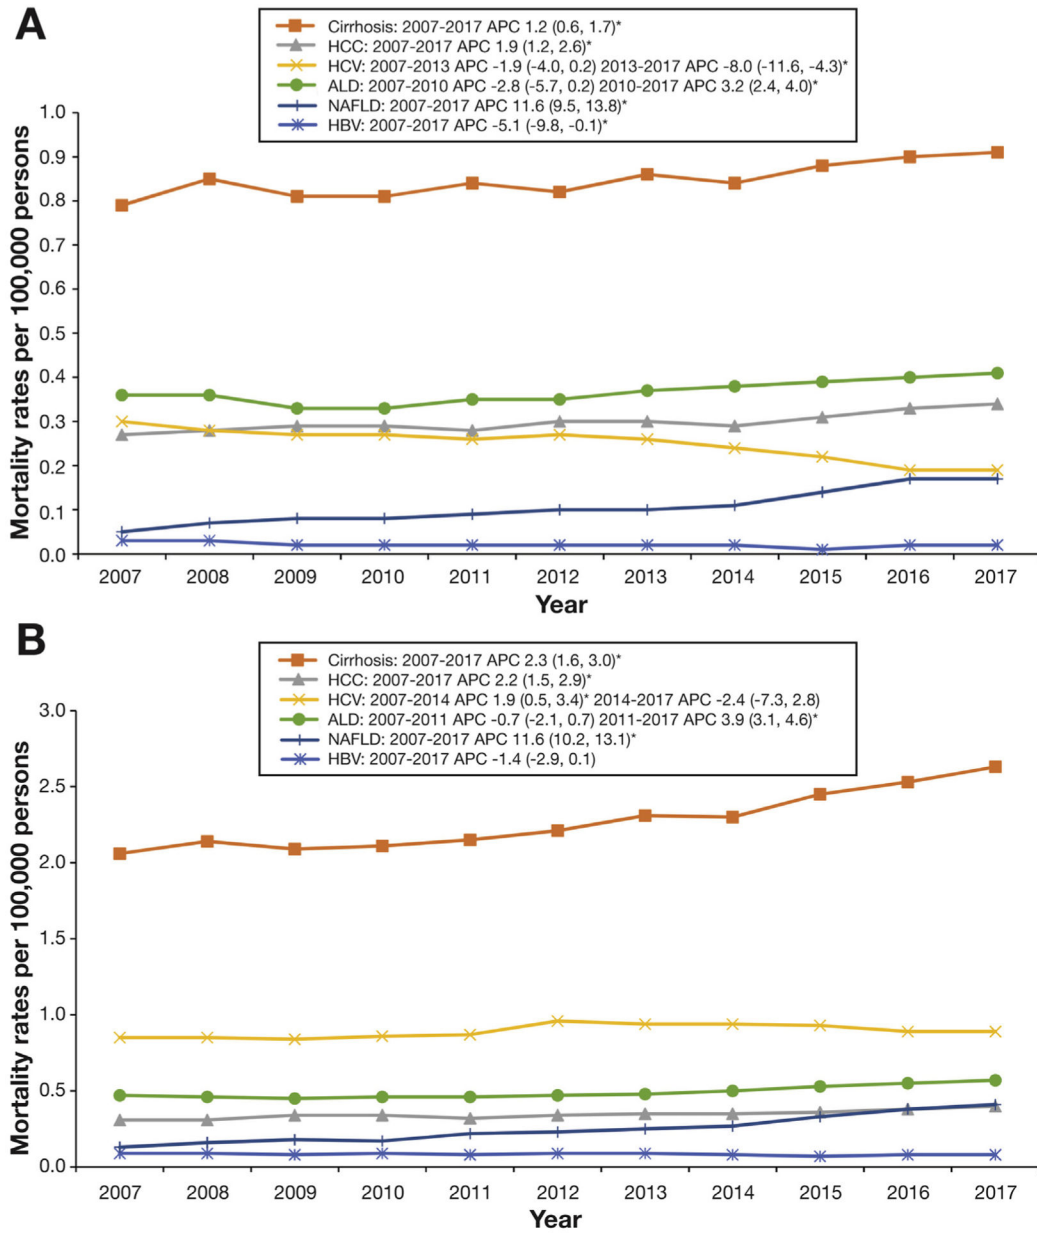 A
Cirrhosis: 2007-2017 APC 1.2 (0.6, 1.7)*
HCC: 2007-2017 APC 1.9 (1.2, 2.6)*
HCV: 2007-2013 APC -1.9 (-4.0, 0.2) 2013-2017 APC -8.0 (-11.6, -4.3)*
ALD: 2007-2010 APC -2.8 (-5.7, 0.2) 2010-2017 APC 3.2 (2.4, 4.0)*
NAFLD: 2007-2017 APC 11.6 (9.5, 13.8)*
HBV: 2007-2017 APC -5.1 (-9.8, -0.1)*
Mortality rates per 100,000 persons
1.0
0.9
0.8
0.7
0.6
0.5
0.4
0.3
0.2
0.1
0.0
2007 2008 2009 2010 2011 2012 2013 2014 2015 2016 2017
Year
B
Cirrhosis: 2007-2017 APC 2.3 (1.6, 3.0)*
HCC: 2007-2017 APC 2.2 (1.5, 2.9)*
HCV: 2007-2014 APC 1.9 (0.5, 3.4)* 2014-2017 APC -2.4 (-7.3, 2.8)
ALD: 2007-2011 APC -0.7 (-2.1, 0.7) 2011-2017 APC 3.9 (3.1, 4.6)*
NAFLD: 2007-2017 APC 11.6 (10.2, 13.1)*
HBV: 2007-2017 APC -1.4 (-2.9, 0.1)
Mortality rates per 100,000 persons
3.0
2.5
2.0
1.5
1.0
0.5
0.0
2007 2008 2009 2010 2011 2012 2013 2014 2015 2016 2017
Year